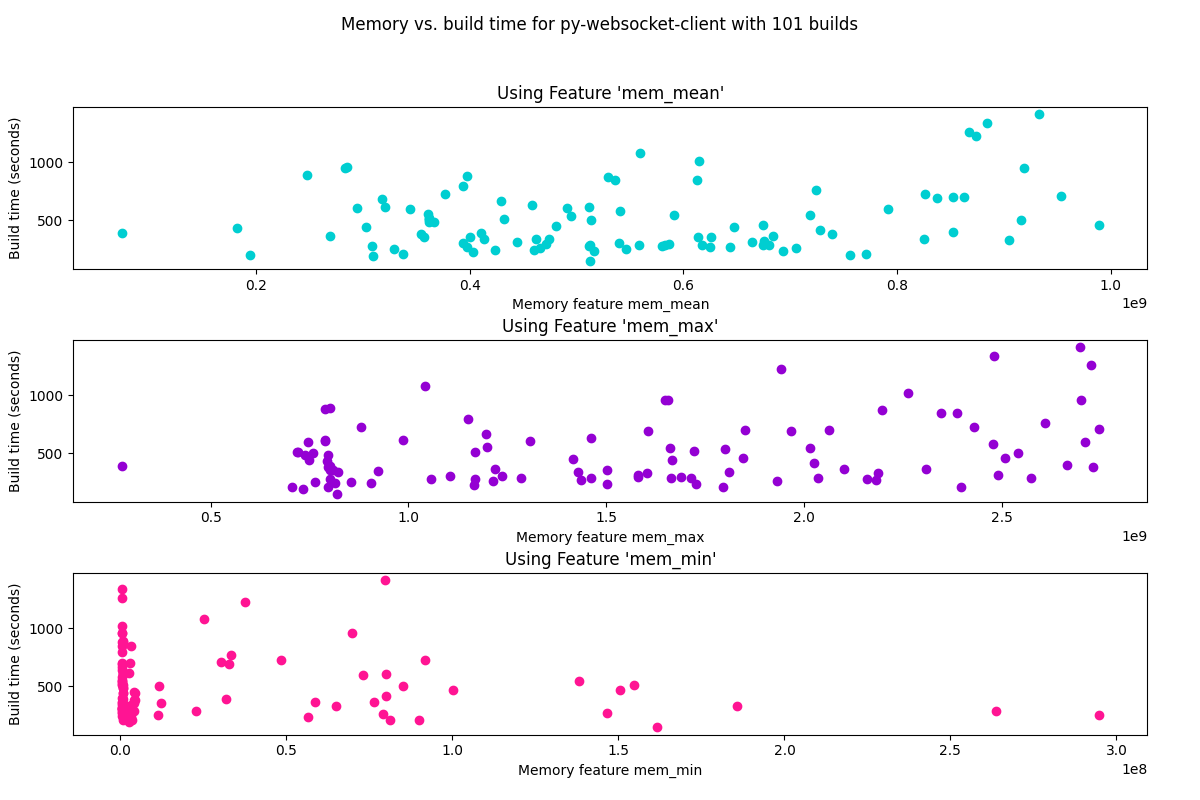 Memory vs. build time for py-websocket-client with 101 builds
Using Feature 'mem_mean'
Build time (seconds)
1000
500
0.2 0.4 0.6 0.8 1.0
Memory feature mem_mean
1e9
Using Feature 'mem_max'
Build time (seconds)
1000
500
0.5 1.0 1.5 2.0 2.5
Memory feature mem_max
1e9
Using Feature 'mem_min'
Build time (seconds)
1000
500
0.0 0.5 1.0 1.5 2.0 2.5 3.0
Memory feature mem_min
1e8